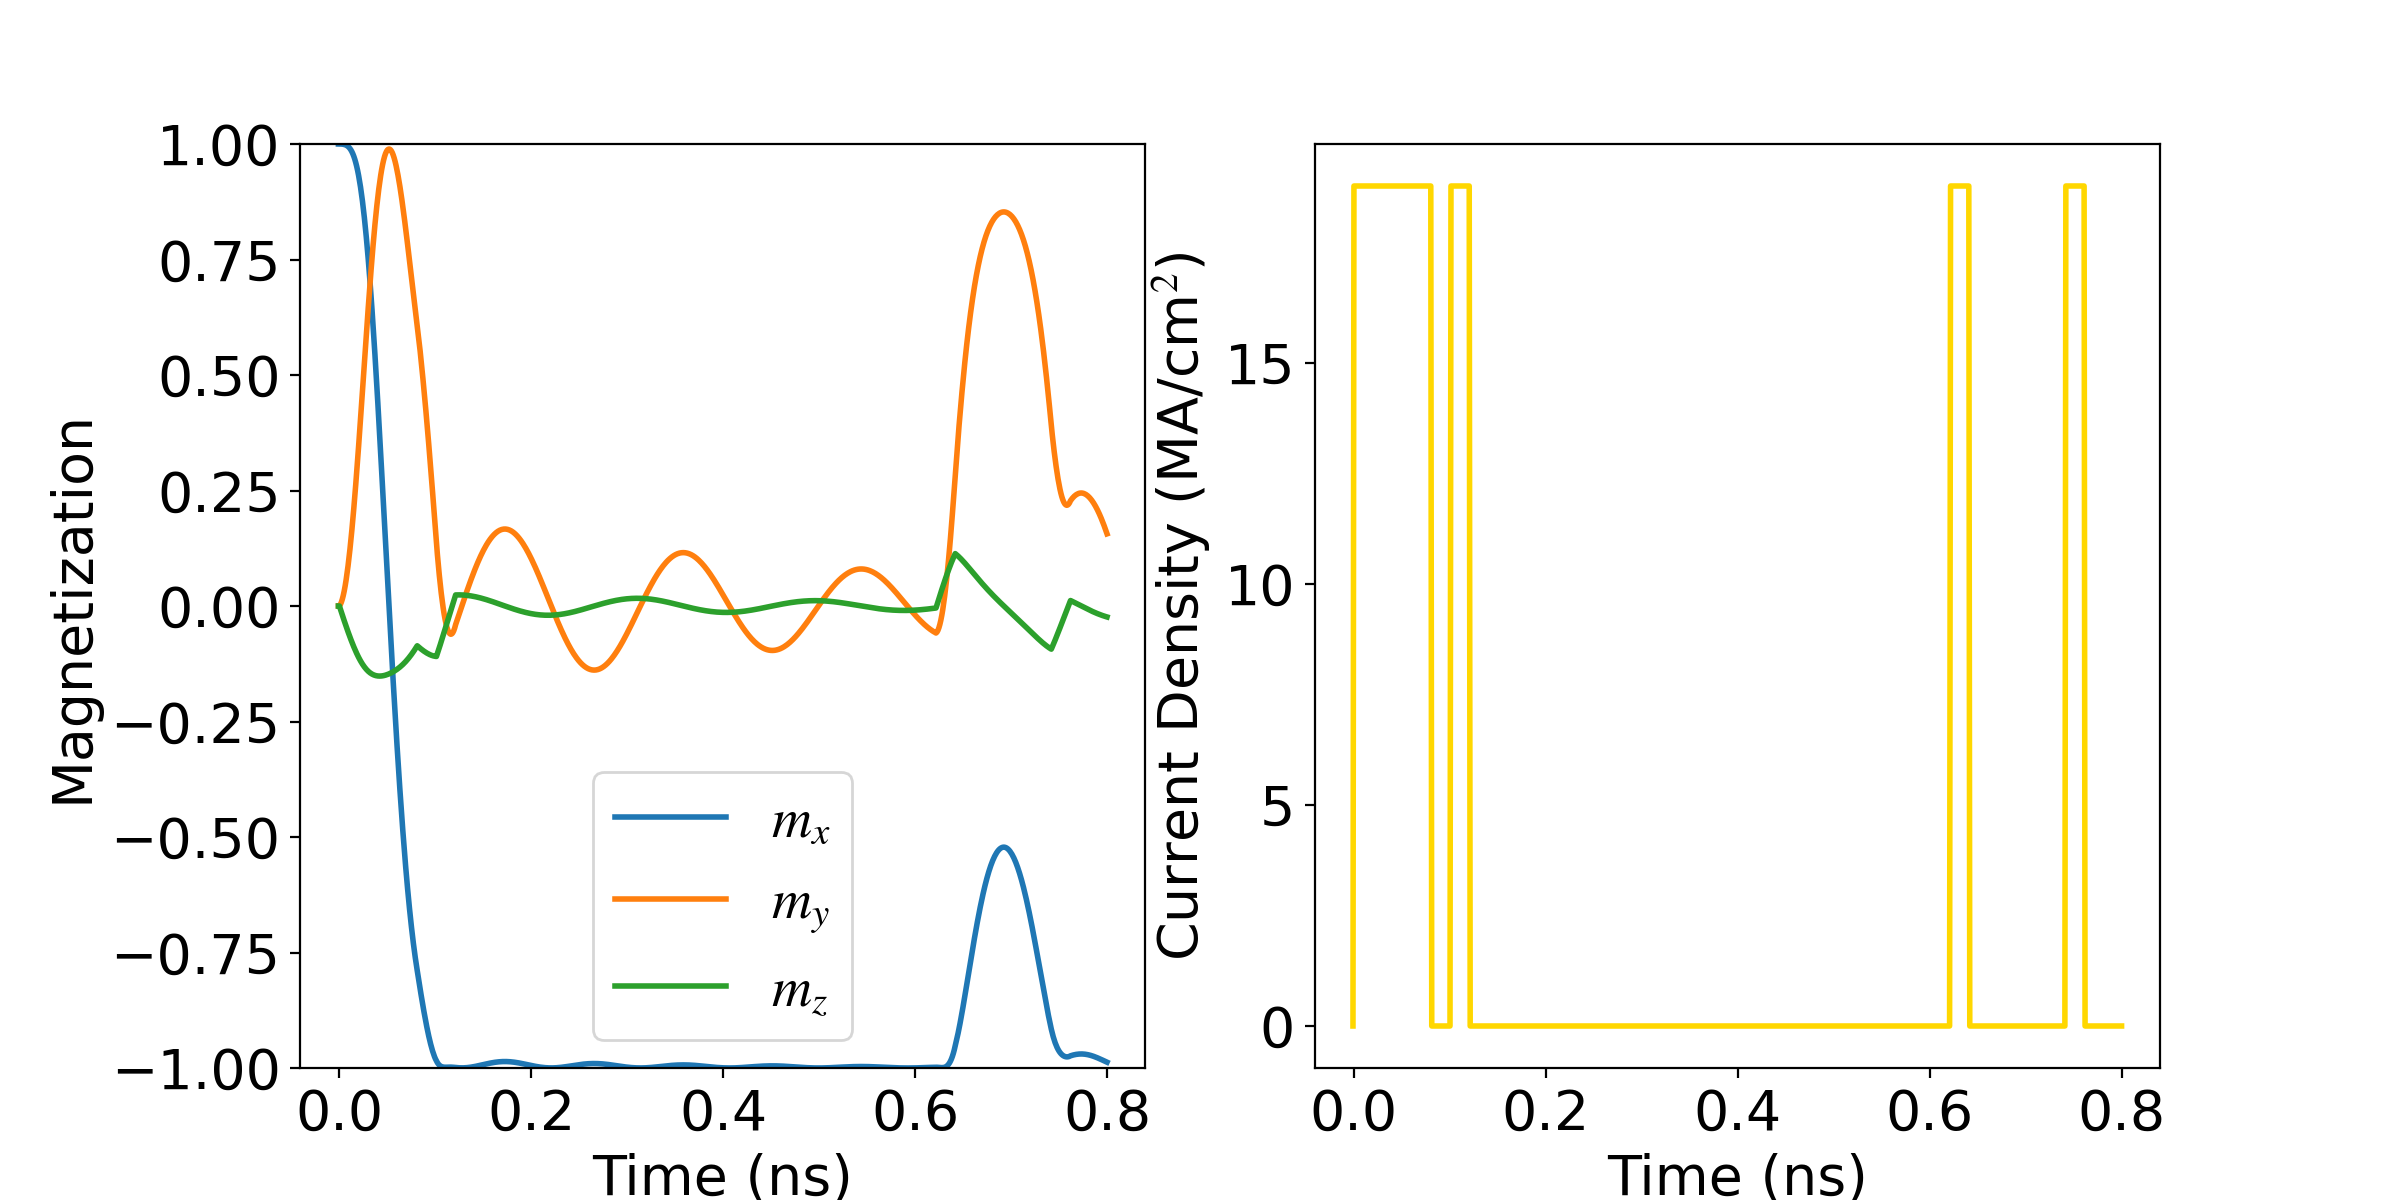 1.00
0.75
0.50
0.25
0.00
−0.25
−0.50
−0.75
−1.00
Magnetization
0.0 0.2 0.4 0.6 0.8
Time (ns)
m_x
m_y
m_z
15
10
5
0
Current Density (MA/cm²)
0.0 0.2 0.4 0.6 0.8
Time (ns)